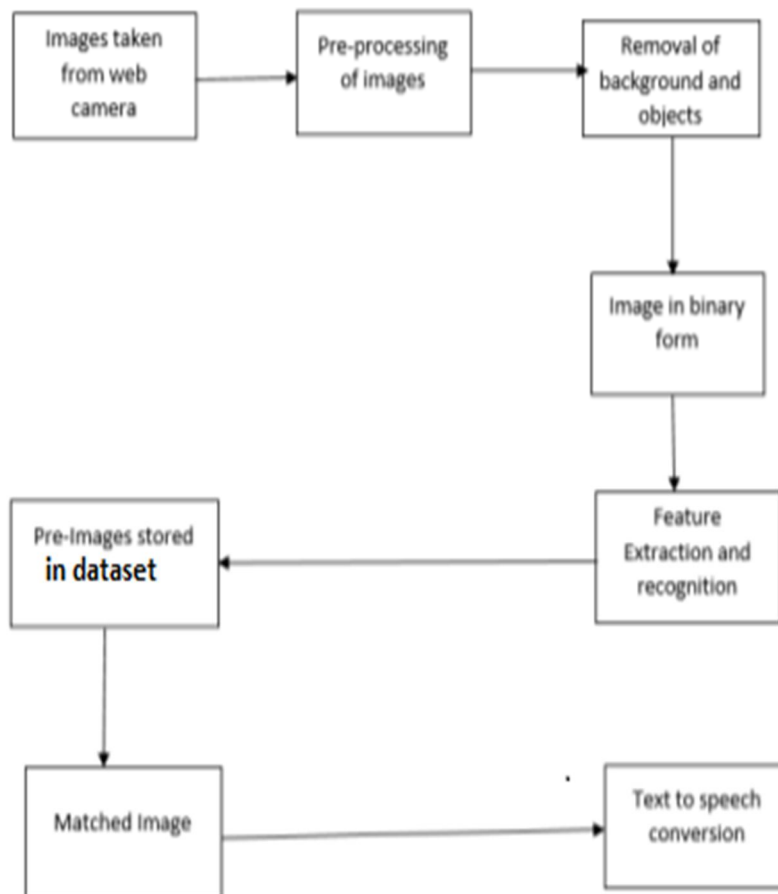 Images taken
from web
camera
Pre-processing
of images
Removal of
background and
objects
Image in binary
form
Feature
Extraction and
recognition
Pre-Images stored
in dataset
Matched Image
Text to speech
conversion